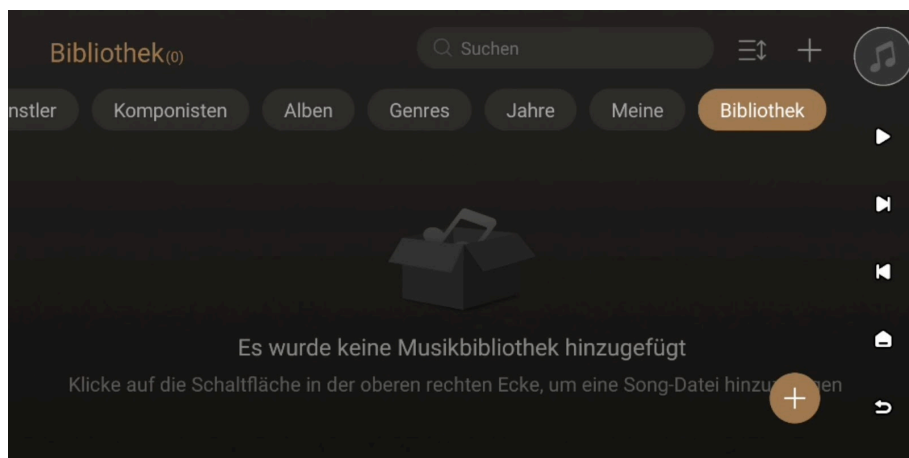 Bibliothek(0)
Suchen
nstler
Komponisten
Alben
Genres
Jahre
Meine
Bibliothek
Es wurde keine Musikbibliothek hinzugefügt
Klicke auf die Schaltfläche in der oberen rechten Ecke, um eine Song-Datei hinzu gen